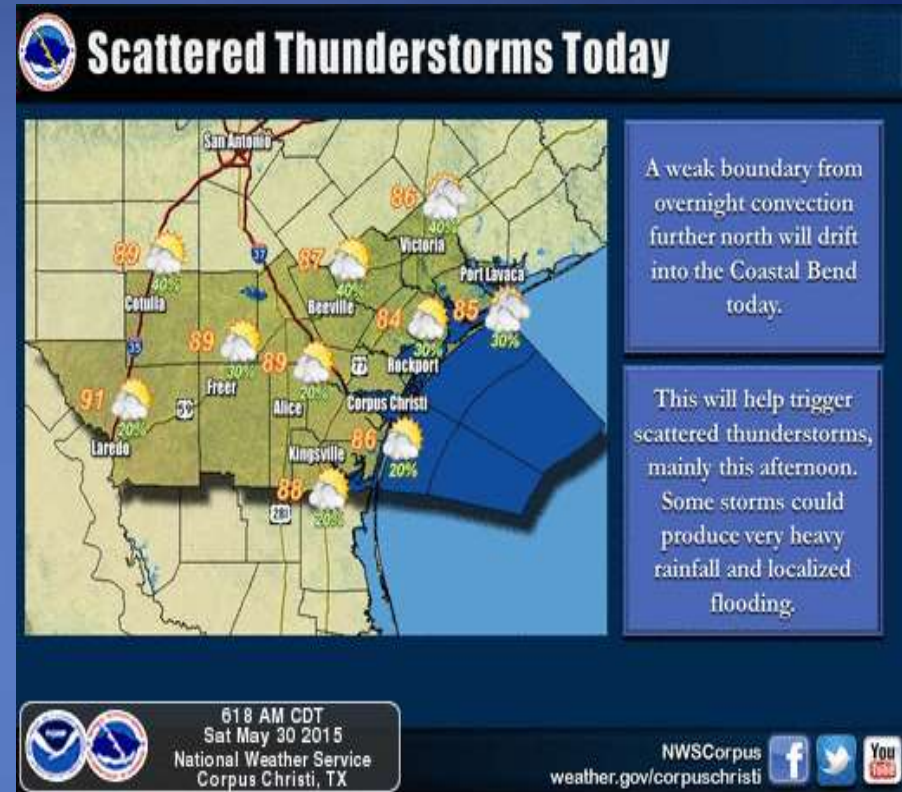 Scattered Thunderstorms Today
San Antonio
86
40%
Victoria
89
40%
Cotulla
37
87
40%
Beeville
Port Lavaca
85
30%
84
30%
Rockport
35
89
30%
Freer
89
20%
Alice
77
Corpus Christi
91
20%
Laredo
59
Kingsville
86
20%
88
20%
281
A weak boundary from
overnight convection
further north will drift
into the Coastal Bend
today.
This will help trigger
scattered thunderstorms,
mainly this afternoon.
Some storms could
produce very heavy
rainfall and localized
flooding.
618 AM CDT
Sat May 30 2015
National Weather Service
Corpus Christi, TX
NWSCorpus
weather.gov/corpuschristi
f
You
Tube